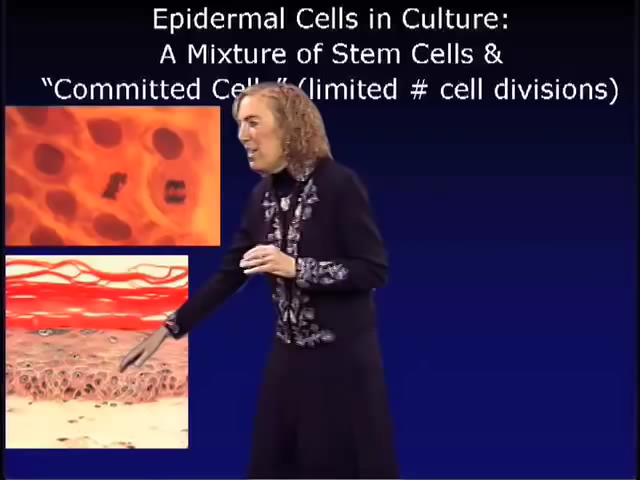 Epidermal Cells in Culture:
A Mixture of Stem Cells &
“Committed Cells” (limited # cell divisions)